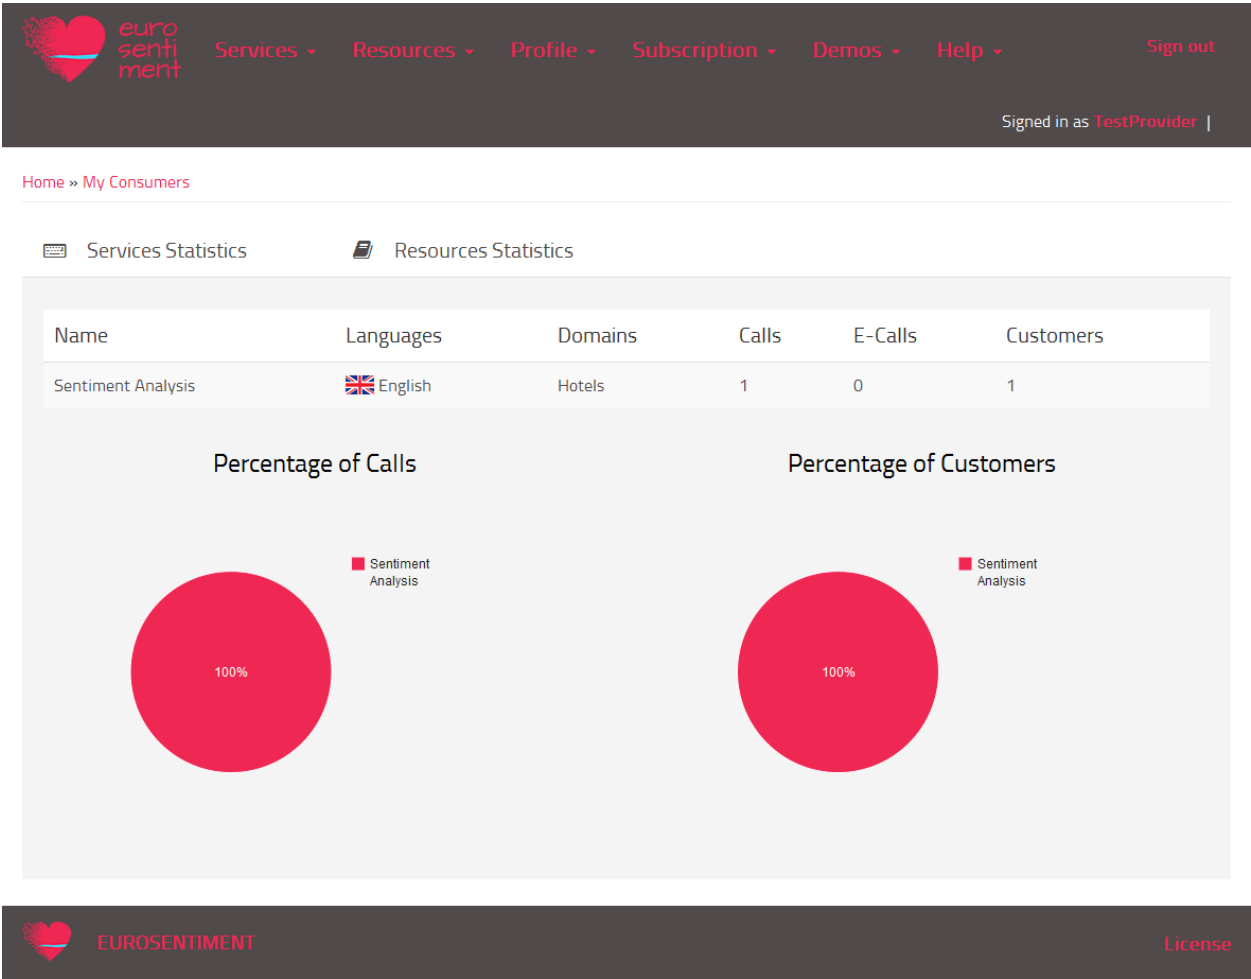 euro
senti
ment
Services Resources Profile Subscription Demos Help Sign out
Signed in as TestProvider |
Home » My Consumers
Services Statistics Resources Statistics
Name Languages Domains Calls E-Calls Customers
Sentiment Analysis English Hotels 1 0 1
Percentage of Calls Percentage of Customers
Sentiment
Analysis
100%
Sentiment
Analysis
100%
EUROSENTIMENT License